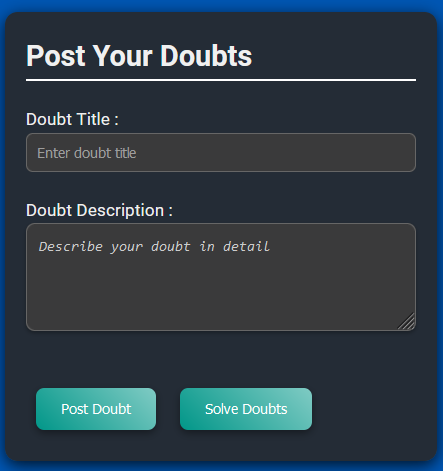 Post Your Doubts
Doubt Title :
Enter doubt title
Doubt Description :
Describe your doubt in detail
Post Doubt
Solve Doubts